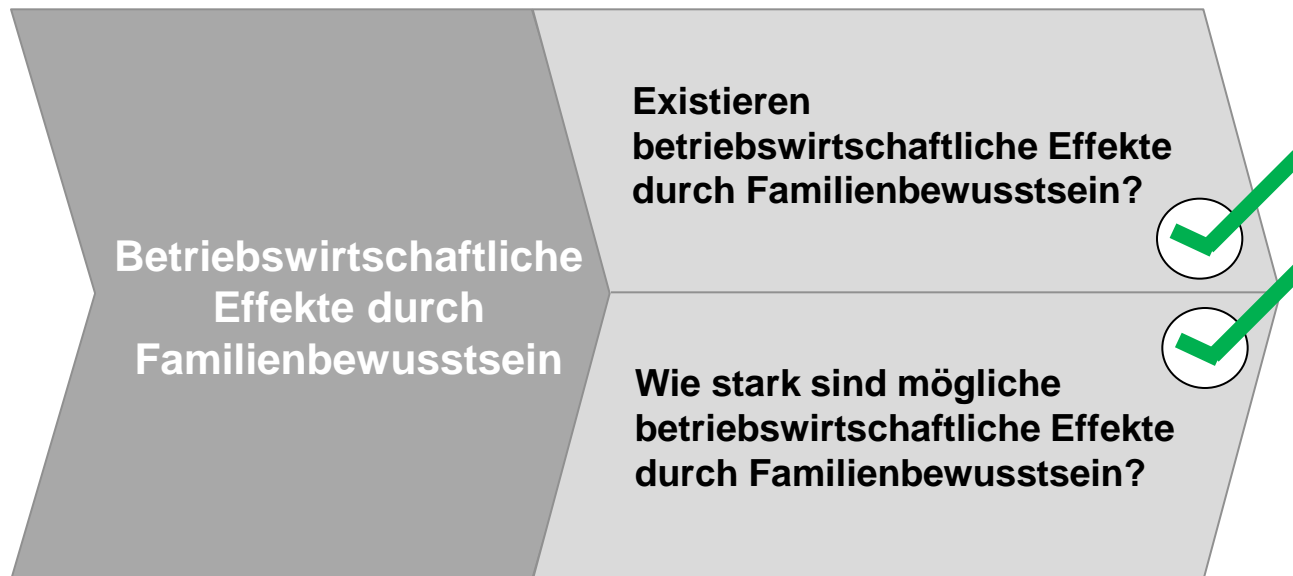 Betriebswirtschaftliche
Effekte durch
Familienbewusstsein
Existieren
betriebswirtschaftliche Effekte
durch Familienbewusstsein?
Wie stark sind mögliche
betriebswirtschaftliche Effekte
durch Familienbewusstsein?